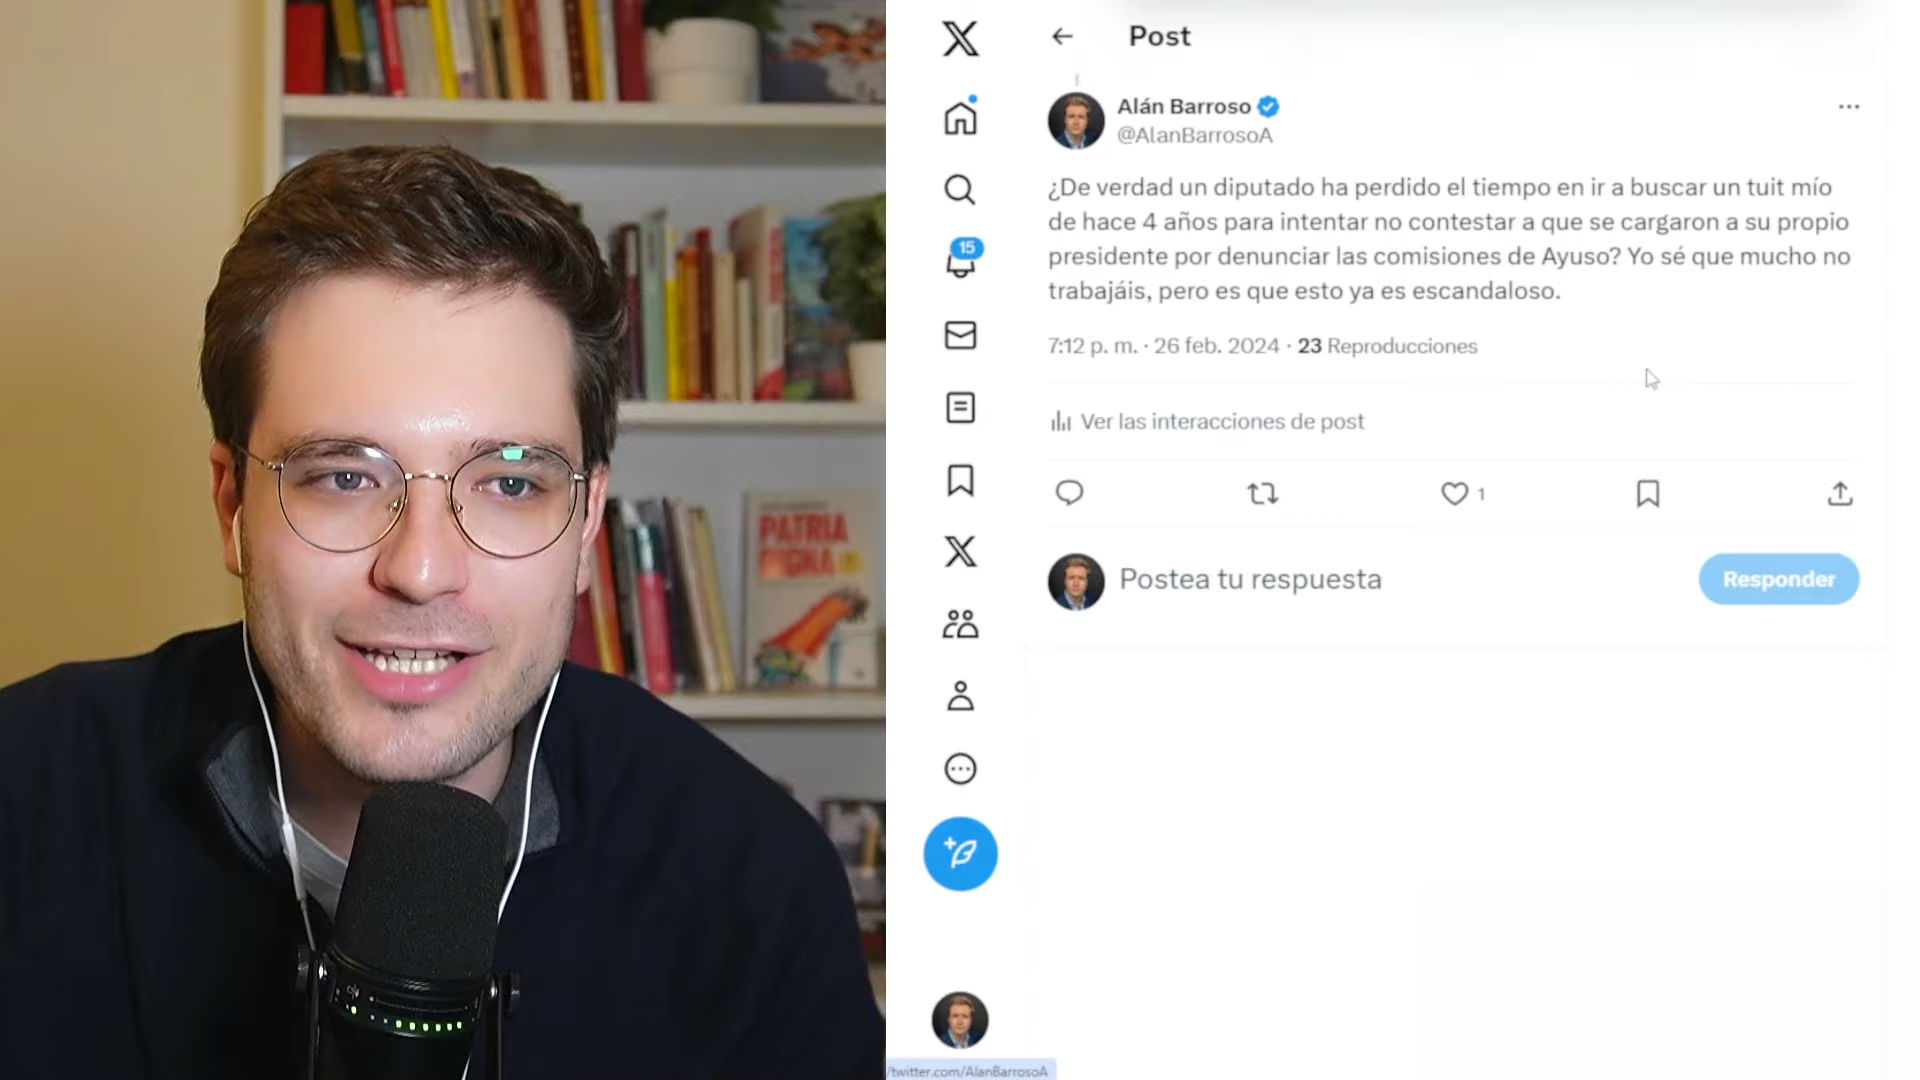 PATRIA
Post
Alán Barroso
@AlanBarrosoA
¿De verdad un diputado ha perdido el tiempo en ir a buscar un tuit mío
de hace 4 años para intentar no contestar a que se cargaron a su propio
presidente por denunciar las comisiones de Ayuso? Yo sé que mucho no
trabajáis, pero es que esto ya es escandaloso.
7:12 p. m. · 26 feb. 2024 · 23 Reproducciones
Ver las interacciones de post
1
Postea tu respuesta
Responder
15
/twitter.com/AlanBarrosoA